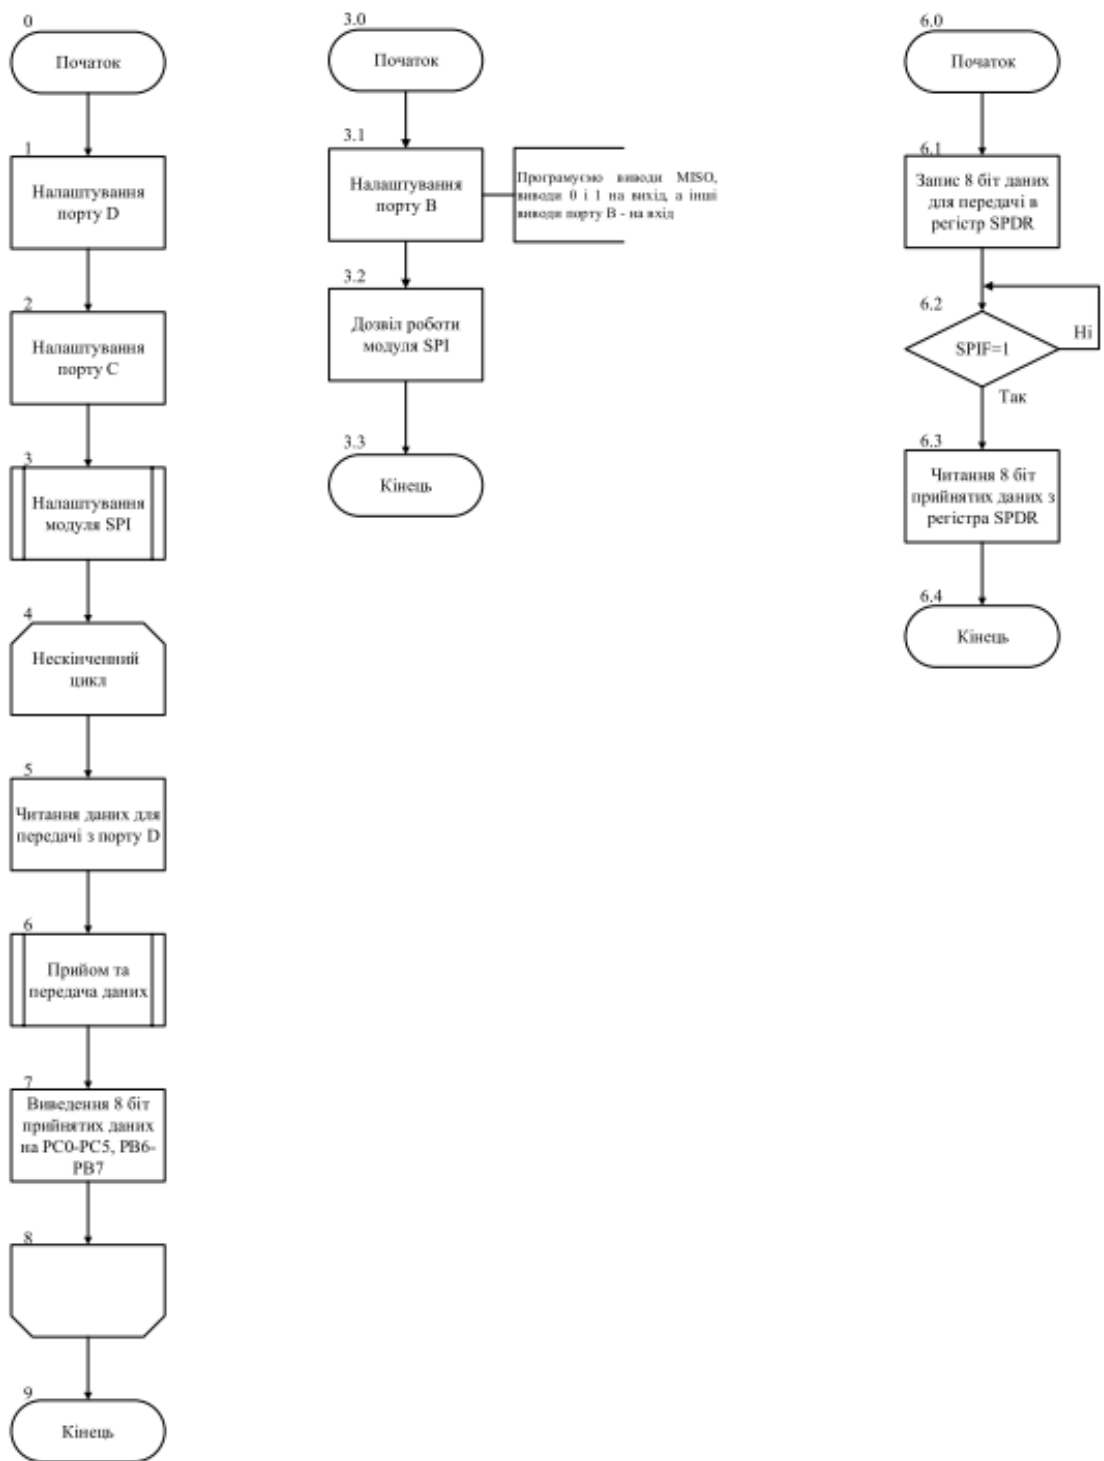 0
Початок
1
Налаштування
порту D
2
Налаштування
порту C
3
Налаштування
модуля SPI
4
Нескінченний
цикл
5
Читання даних для
передачі з порту D
6
Прийом та
передача даних
7
Виведення 8 біт
прийнятих даних
на PC0-PC5, PB6-
PB7
8
9
Кінець
3.0
Початок
3.1
Налаштування
порту B
Програмуємо виводи MISO,
виводи 0 і 1 на вихід, а інші
виводи порту B - на вхід
3.2
Дозвіл роботи
модуля SPI
3.3
Кінець
6.0
Початок
6.1
Запис 8 біт даних
для передачі в
регістр SPDR
6.2
SPIF=1
Ні
Так
6.3
Читання 8 біт
прийнятих даних з
регістра SPDR
6.4
Кінець